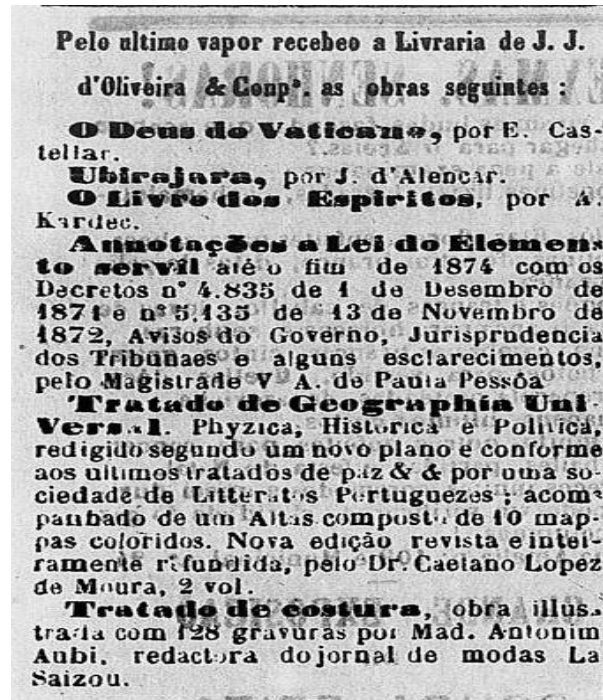 Pelo ultimo vapor recebeo a Livraria de J. J.
d'Oliveira & Compª. as obras seguintes:
O Deus do Vaticano, por E. Cas-
tellar.
Ubirajara, por J. d'Alencar.
O Livro dos Espiritos, por A.
Kardec.
Annotações a Lei do Elemen-
to servil até o fim de 1874 com os
Decretos nº 4.835 de 1 de Desembro de
1871 e nº 5,135 de 13 de Novembro de
1872, Avisos do Governo, Jurisprudencia
dos Tribunaes e alguns esclarecimentos,
pelo Magistrade V A. de Paula Pessôa
Tratado de Geographia Uni-
Versal. Phyzica, Historica e Politica,
redigido segundo um novo plano e conforme
aos ultimos tratados de paz & & por uma so-
ciedade de Litteratos Portuguezes; acom-
panhado de um Altas composto de 10 map-
pas coloridos. Nova edição revista e intei-
ramente refundida, pelo Dr. Caetano Lopez
de Moura, 2 vol.
Tratado de costura, obra illus-
trada com 128 gravuras por Mad. Antonim
Aubi. redactora do jornal de modas La
Saizou.